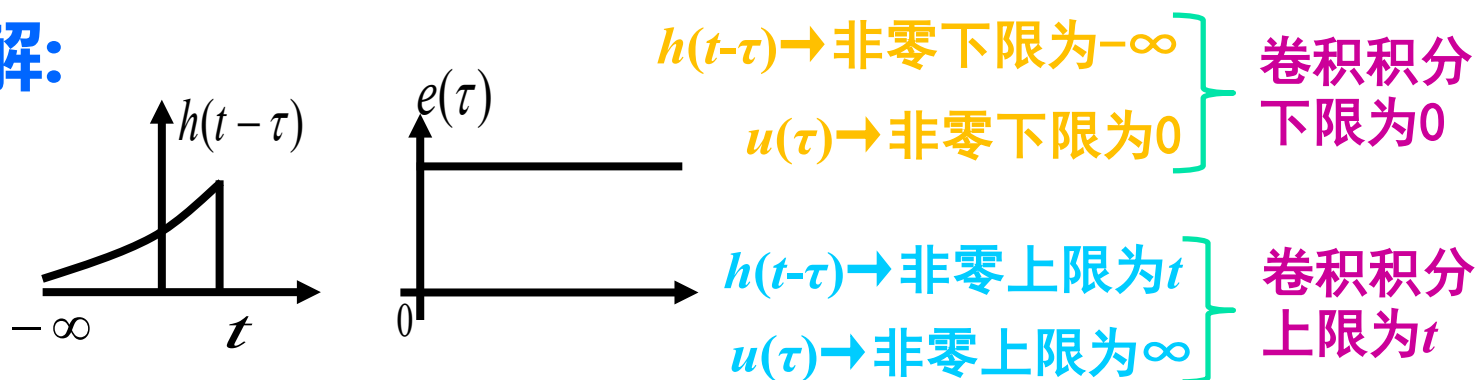 解:
h(t-τ)→非零下限为-∞
u(τ)→非零下限为0
卷积积分
下限为0
h(t − τ)
− ∞
t
e(τ)
0
h(t-τ)→非零上限为t
u(τ)→非零上限为∞
卷积积分
上限为t